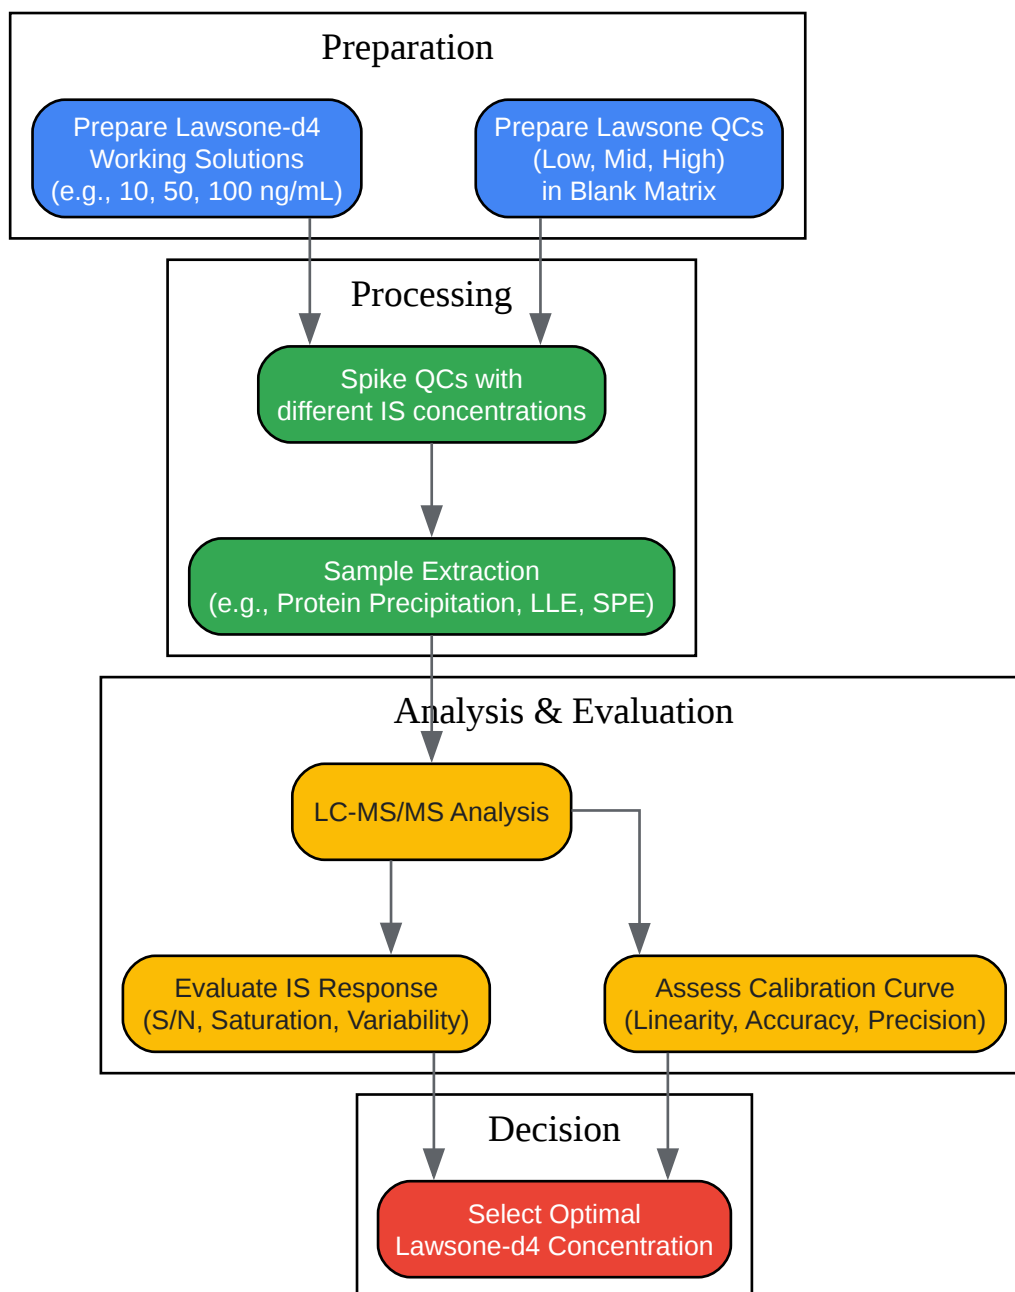 Preparation
Prepare Lawsone-d4
Working Solutions
(e.g., 10, 50, 100 ng/mL)
Prepare Lawsone QCs
(Low, Mid, High)
in Blank Matrix
Processing
Spike QCs with
different IS concentrations
Sample Extraction
(e.g., Protein Precipitation, LLE, SPE)
Analysis & Evaluation
LC-MS/MS Analysis
Evaluate IS Response
(S/N, Saturation, Variability)
Assess Calibration Curve
(Linearity, Accuracy, Precision)
Decision
Select Optimal
Lawsone-d4 Concentration